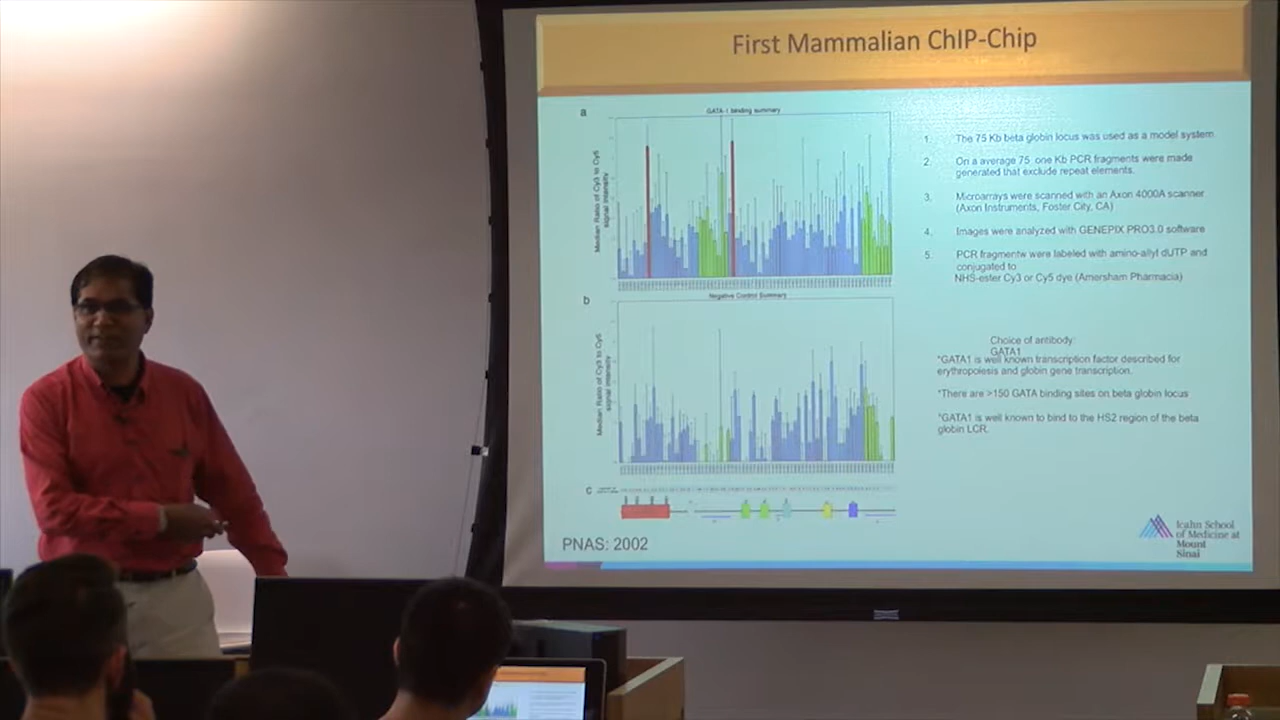 First Mammalian ChIP-Chip
a
GATA-1 binding summary
Median Ratio of Cy3 to Cy5
signal intensity
b
Negative Control Summary
Median Ratio of Cy3 to Cy5
signal intensity
c
PNAS: 2002
1. The 75 Kb beta globin locus was used as a model system
2. On a average 75 one Kb PCR fragments were made
generated that exclude repeat elements.
3. Microarrays were scanned with an Axon 4000A scanner
(Axon Instruments, Foster City, CA)
4. Images were analyzed with GENEPIX PRO3.0 software
5. PCR fragmentw were labeled with amino-allyl dUTP and
conjugated to
NHS-ester Cy3 or Cy5 dye (Amersham Pharmacia)
Choice of antibody:
GATA1
*GATA1 is well known transcription factor described for
erythropoiesis and globin gene transcription.
*There are >150 GATA binding sites on beta globin locus
*GATA1 is well known to bind to the HS2 region of the beta
globin LCR.
Icahn School
of Medicine at
Mount
Sinai